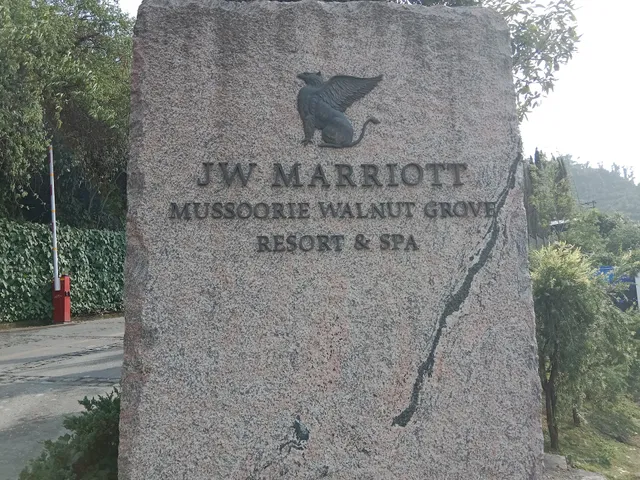 JW MARRIOTT
MUSSOORIE WALNUT GROVE
RESORT & SPA